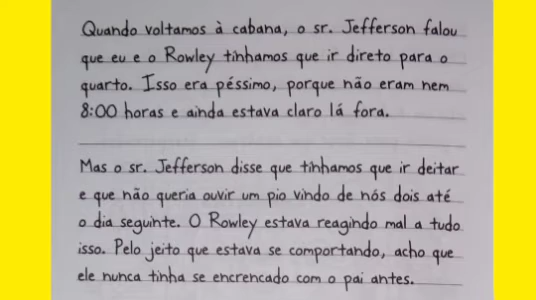 Quando voltamos à cabana, o sr. Jefferson falou
que eu e o Rowley tínhamos que ir direto para o
quarto. Isso era péssimo, porque não eram nem
8:00 horas e ainda estava claro lá fora.
Mas o sr. Jefferson disse que tínhamos que ir deitar
e que não queria ouvir um pio vindo de nós dois até
o dia seguinte. O Rowley estava reagindo mal a tudo
isso. Pelo jeito que estava se comportando, acho que
ele nunca tinha se encrencado com o pai antes.